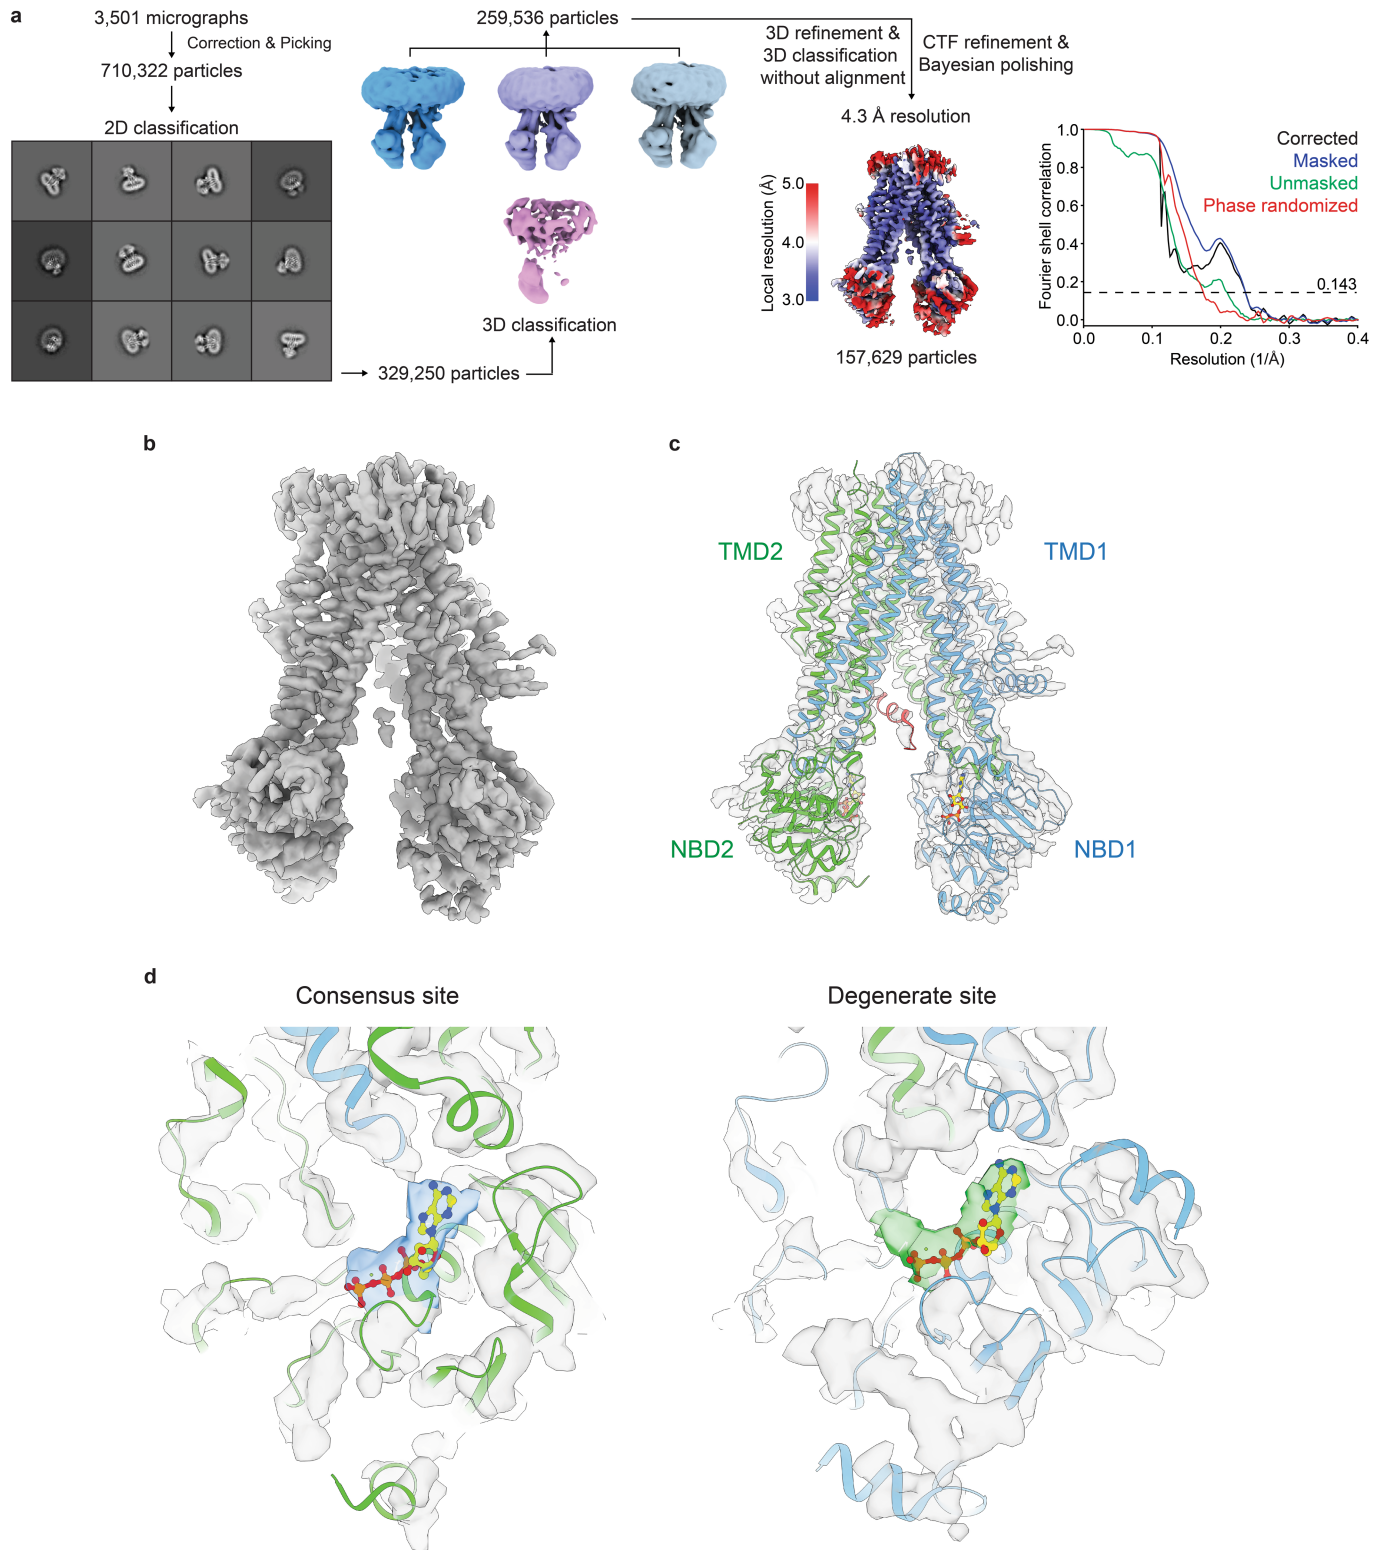 a
3,501 micrographs
Correction & Picking
710,322 particles
2D classification
329,250 particles
3D classification
259,536 particles
3D refinement &
3D classification
without alignment
CTF refinement &
Bayesian polishing
4.3 Å resolution
Local resolution (Å)
5.0
4.0
3.0
157,629 particles
Fourier shell correlation
1.0
0.8
0.6
0.4
0.2
0.0
Corrected
Masked
Unmasked
Phase randomized
0.143
0.0 0.1 0.2 0.3 0.4
Resolution (1/Å)
b
c
TMD2
TMD1
NBD2
NBD1
d
Consensus site
Degenerate site